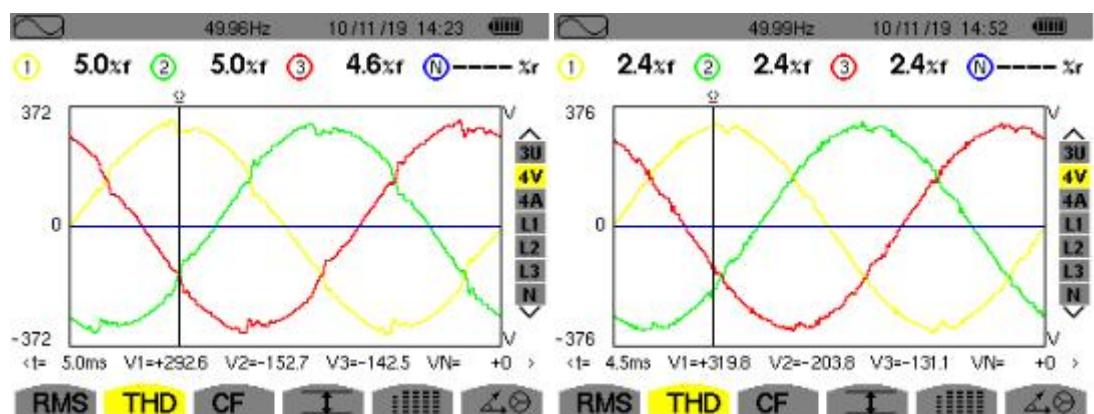 49.96Hz 10/11/19 14:23
1 5.0%f 2 5.0%f 3 4.6%f N ---- %r
372 V
3U
4V
4A
0 L1
L2
L3
N
-372 V
<t= 5.0ms V1=+292.6 V2=-152.7 V3=-142.5 VN= +0 >
RMS THD CF
49.99Hz 10/11/19 14:52
1 2.4%f 2 2.4%f 3 2.4%f N ---- %r
376 V
3U
4V
4A
0 L1
L2
L3
N
-376 V
<t= 4.5ms V1=+319.8 V2=-203.8 V3=-131.1 VN= +0 >
RMS THD CF